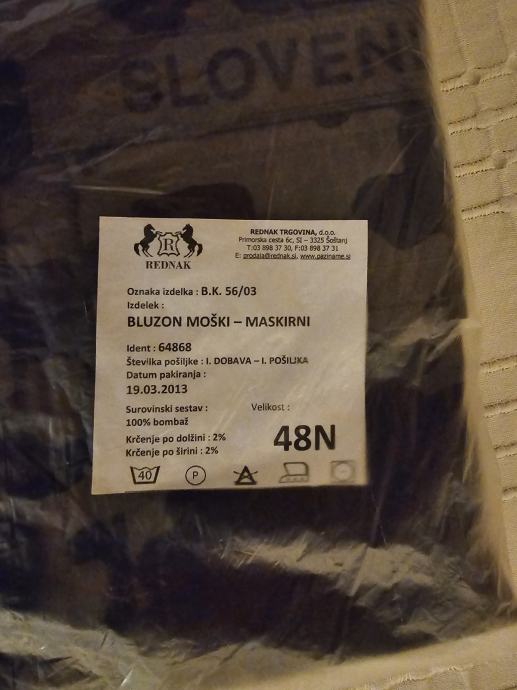 SLOVENI
R
REDNAK
REDNAK TRGOVINA, d.o.o.
Primorska cesta 6c, SI – 3325 Šoštanj
T:03 898 37 30, F:03 898 37 31
E: prodaja@rednak.si, www.paziname.si
Oznaka izdelka : B.K. 56/03
Izdelek :
BLUZON MOŠKI – MASKIRNI
Ident : 64868
Številka pošiljke : I. DOBAVA – I. POŠILJKA
Datum pakiranja :
19.03.2013
Surovinski sestav :
100% bombaž
Velikost :
48N
Krčenje po dolžini : 2%
Krčenje po širini : 2%
40
P